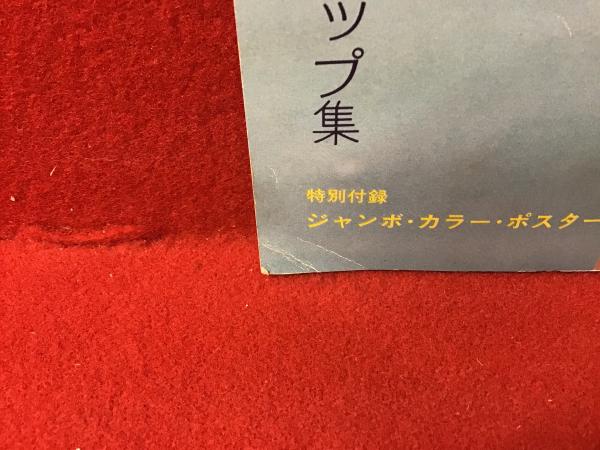 ップ集
特別付録
ジャンボ・カラー・ポスター